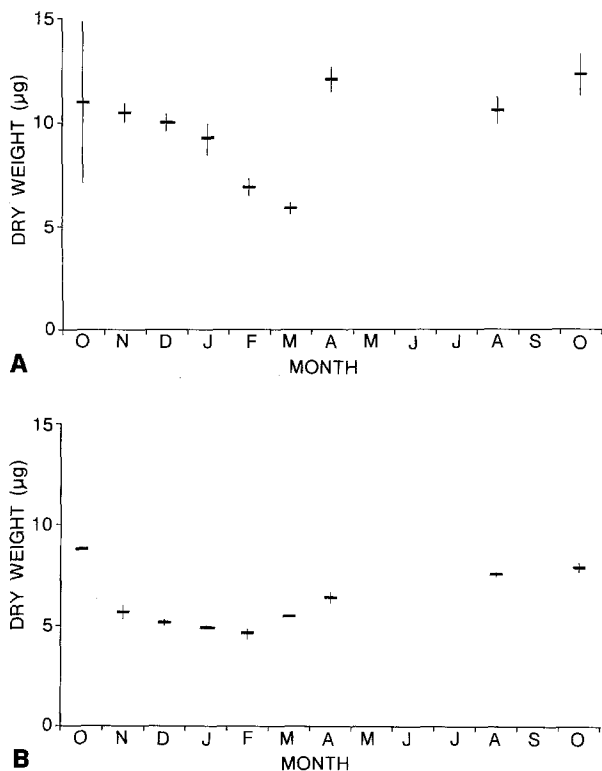 15
10
5
0
DRY WEIGHT (µg)
O N D J F M A M J J A S O
MONTH
A
15
10
5
0
DRY WEIGHT (µg)
O N D J F M A M J J A S O
MONTH
B